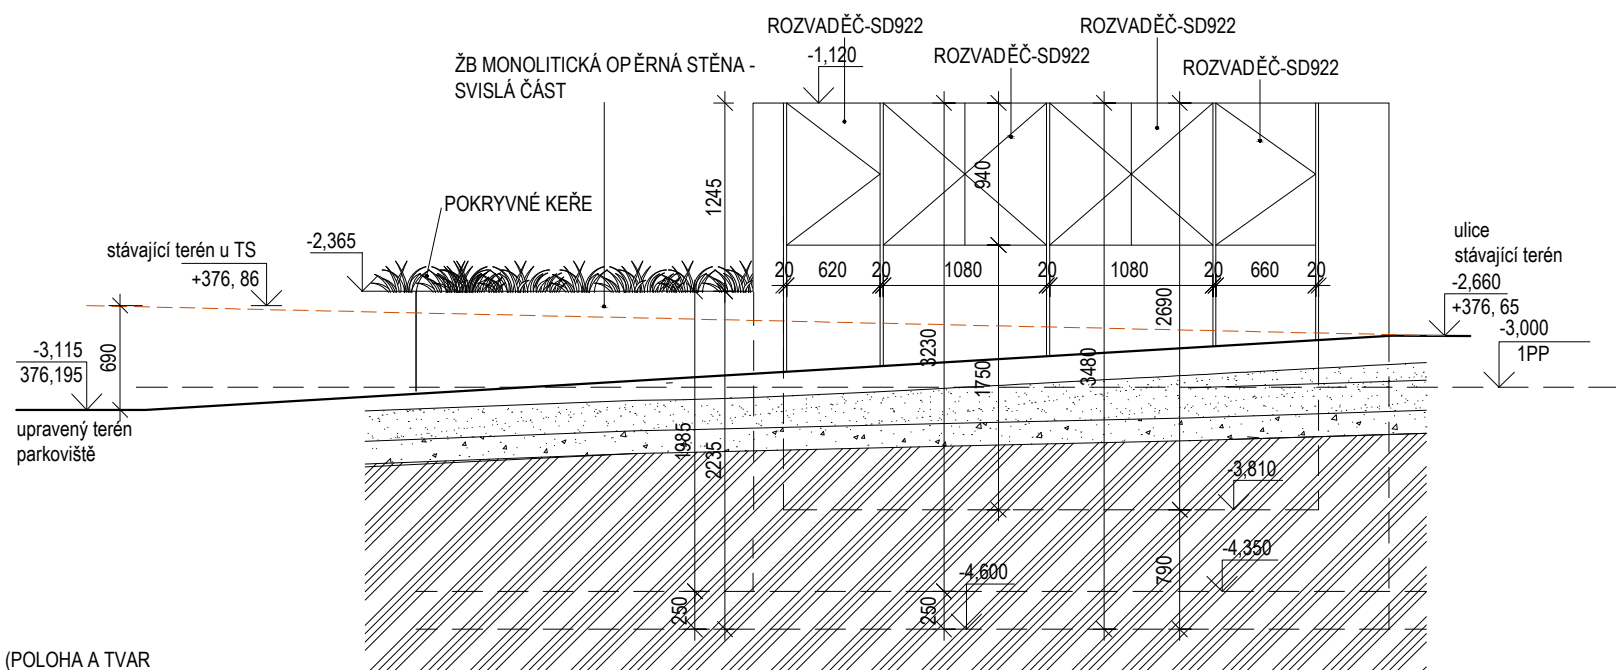 ROZVADĚČ-SD922
ROZVADĚČ-SD922
-1,120
ROZVADĚČ-SD922
ROZVADĚČ-SD922
ŽB MONOLITICKÁ OPĚRNÁ STĚNA -
SVISLÁ ČÁST
1245
940
POKRYVNÉ KEŘE
-2,365
stávající terén u TS
+376, 86
ulice
stávající terén
-2,660
+376, 65
20
620
20
1080
20
1080
20
660
20
2690
-3,000
1PP
690
-3,115
376,195
3230
1750
3480
upravený terén
parkoviště
1985
2235
-3,810
-4,350
-4,600
790
250
250
(POLOHA A TVAR